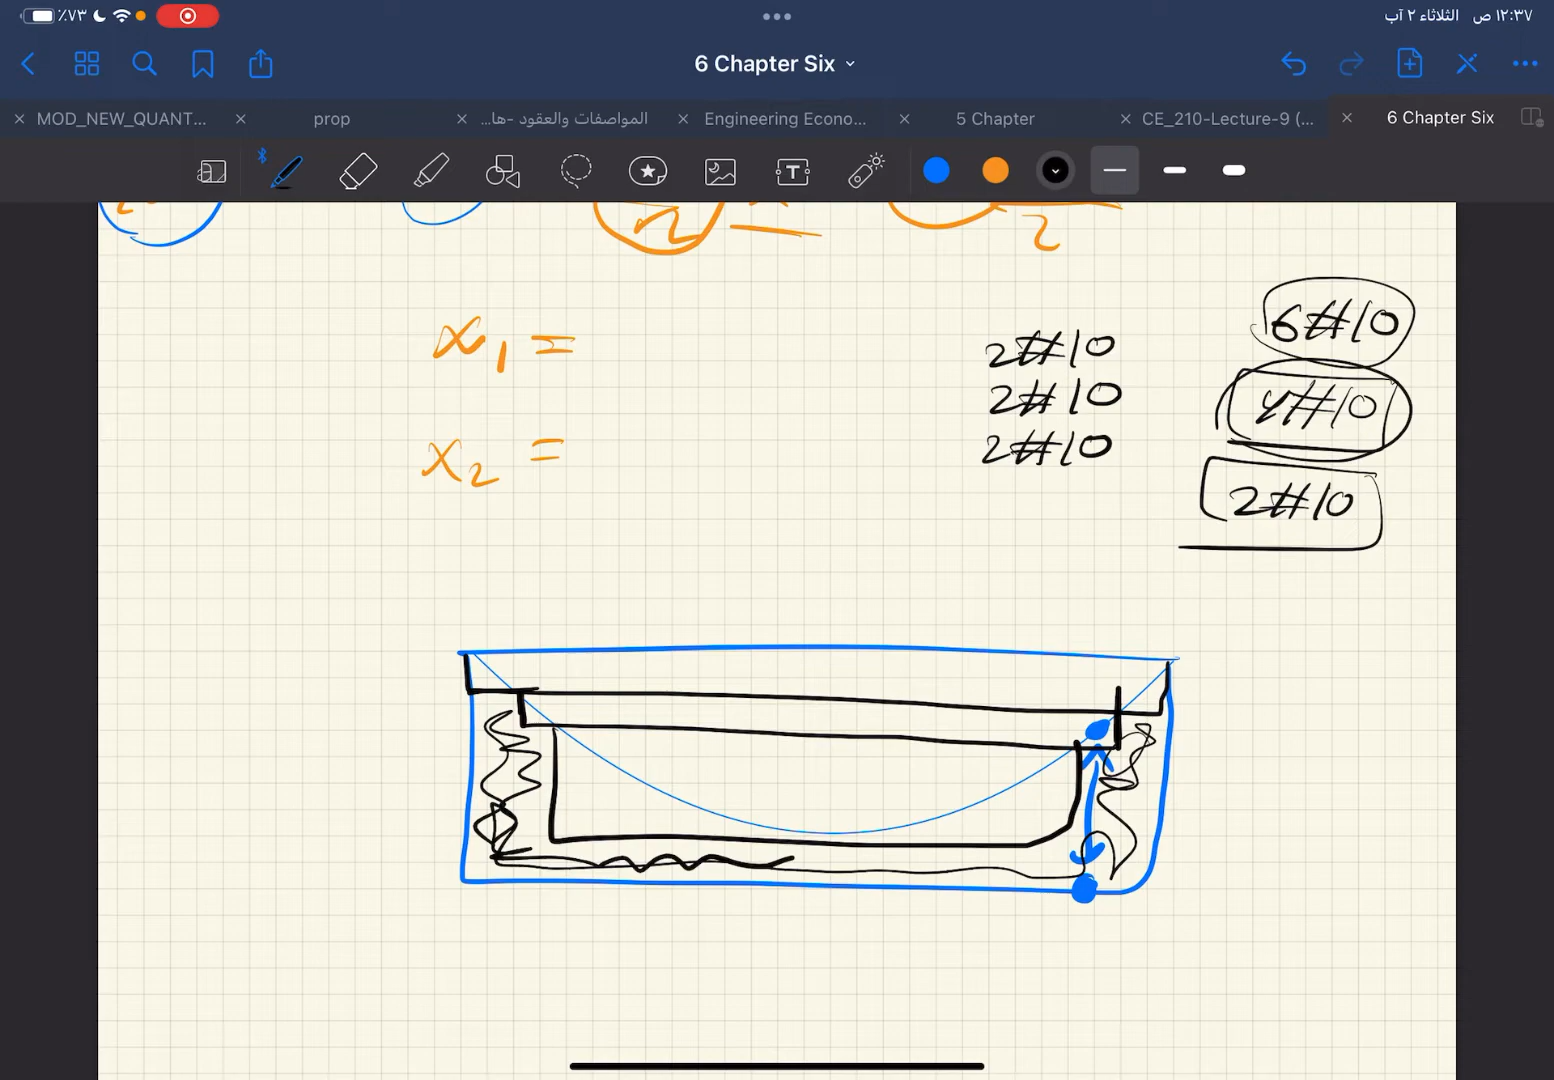 ٪٧٣
١٢:٣٧ ص الثلاثاء ٢ آب
6 Chapter Six
MOD_NEW_QUANT...
prop
المواصفات والعقود -ها...
Engineering Econo...
5 Chapter
CE_210-Lecture-9 (...
6 Chapter Six
T
2
x1 =
x2 =
2#10
2#10
2#10
6#10
4#10
2#10